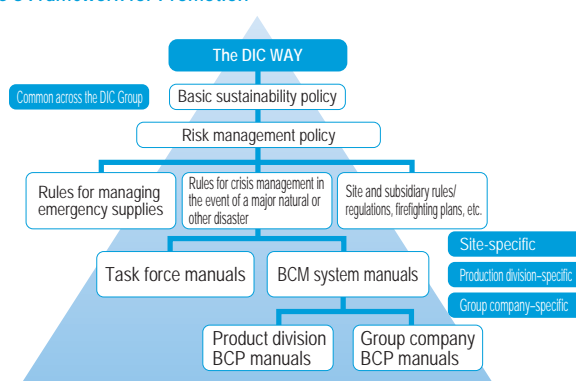 s Framework for Promotion
The DIC WAY
Common across the DIC Group
Basic sustainability policy
Risk management policy
Rules for managing
emergency supplies
Rules for crisis management in
the event of a major natural or
other disaster
Site and subsidiary rules/
regulations, firefighting plans, etc.
Site-specific
Task force manuals
BCM system manuals
Production division–specific
Group company–specific
Product division
BCP manuals
Group company
BCP manuals